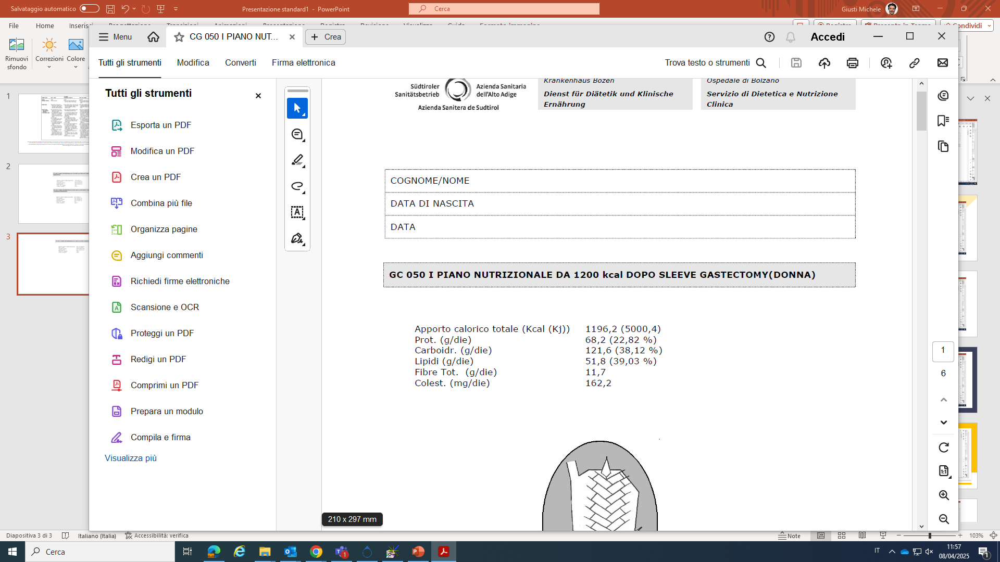 Salvataggio automatico
Presentazione standard1 - PowerPoint
Cerca
Giusti Michele
File
Home
Condividi
Rimuovi sfondo
Correzioni
Colore
Menu
CG 050 I PIANO NUT...
Crea
Accedi
Tutti gli strumenti
Modifica
Converti
Firma elettronica
Trova testo o strumenti
Tutti gli strumenti
Esporta un PDF
Modifica un PDF
Crea un PDF
Combina più file
Organizza pagine
Aggiungi commenti
Richiedi firme elettroniche
Scansione e OCR
Proteggi un PDF
Redigi un PDF
Comprimi un PDF
Prepara un modulo
Compila e firma
Visualizza più
1
2
3
Südtiroler Sanitätsbetrieb
Azienda Sanitaria dell'Alto Adige
Azienda Sanitera de Sudtirol
Krankenhaus Bozen
Dienst für Diätetik und Klinische
Ernährung
Ospedale di Bolzano
Servizio di Dietetica e Nutrizione
Clinica
COGNOME/NOME
DATA DI NASCITA
DATA
GC 050 I PIANO NUTRIZIONALE DA 1200 kcal DOPO SLEEVE GASTECTOMY(DONNA)
Apporto calorico totale (Kcal (Kj)) 1196,2 (5000,4)
Prot. (g/die) 68,2 (22,82 %)
Carboidr. (g/die) 121,6 (38,12 %)
Lipidi (g/die) 51,8 (39,03 %)
Fibre Tot. (g/die) 11,7
Colest. (mg/die) 162,2
1
6
210 x 297 mm
Diapositiva 3 di 3
Italiano (Italia)
Accessibilità: verifica
Note
103%
Cerca
IT
11:57
08/04/2025